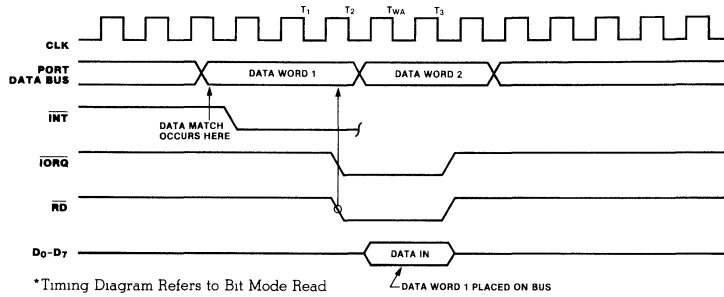 T1 T2 TWA T3
CLK
PORT
DATA BUS
DATA WORD 1 DATA WORD 2
INT
DATA MATCH
OCCURS HERE
IORQ
RD
D0-D7
DATA IN
*Timing Diagram Refers to Bit Mode Read
DATA WORD 1 PLACED ON BUS